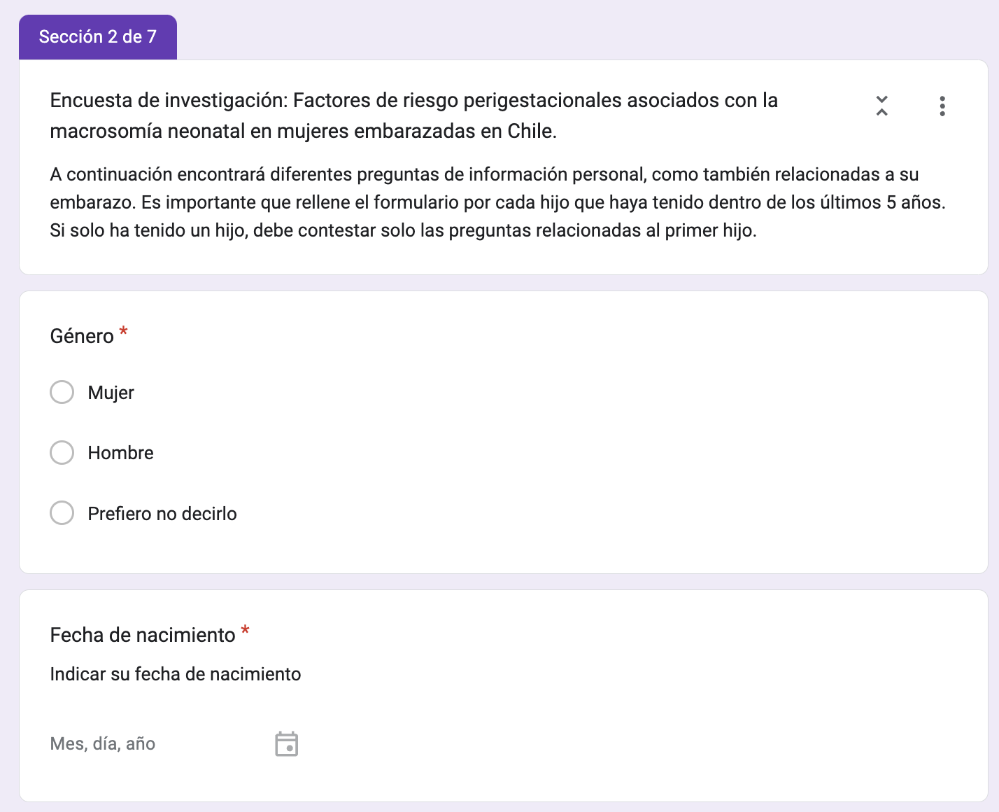 Sección 2 de 7
Encuesta de investigación: Factores de riesgo perigestacionales asociados con la
macrosomía neonatal en mujeres embarazadas en Chile.
A continuación encontrará diferentes preguntas de información personal, como también relacionadas a su
embarazo. Es importante que rellene el formulario por cada hijo que haya tenido dentro de los últimos 5 años.
Si solo ha tenido un hijo, debe contestar solo las preguntas relacionadas al primer hijo.
Género *
Mujer
Hombre
Prefiero no decirlo
Fecha de nacimiento *
Indicar su fecha de nacimiento
Mes, día, año